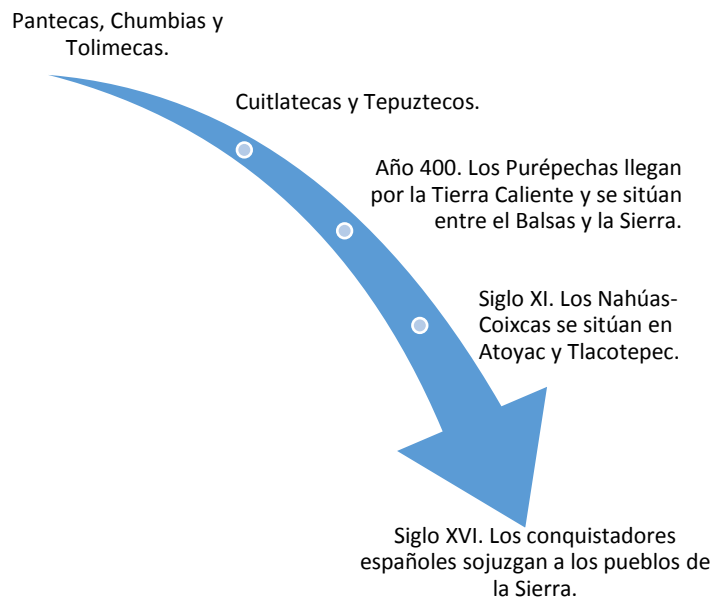 Pantecas, Chumbias y
Tolimecas.
Cuitlatecas y Tepuztecos.
Año 400. Los Purépechas llegan
por la Tierra Caliente y se sitúan
entre el Balsas y la Sierra.
Siglo XI. Los Nahúas-
Coixcas se sitúan en
Atoyac y Tlacotepec.
Siglo XVI. Los conquistadores
españoles sojuzgan a los pueblos de
la Sierra.